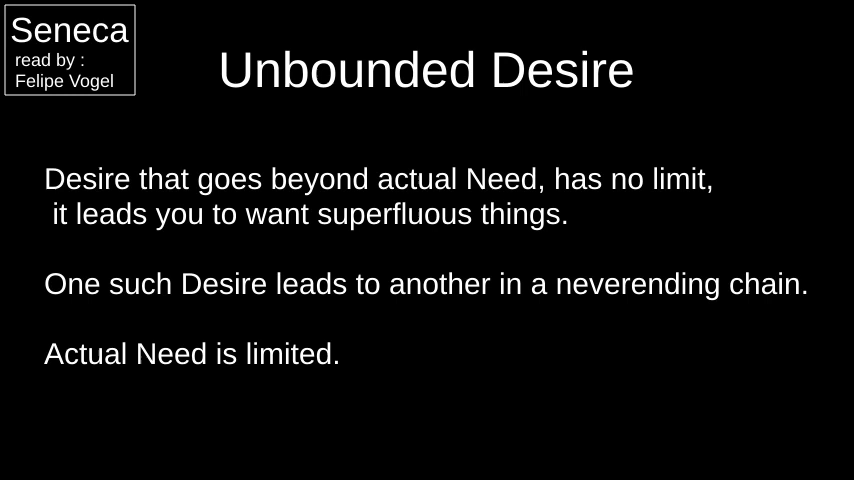 Seneca
read by :
Felipe Vogel
Unbounded Desire
Desire that goes beyond actual Need, has no limit,
it leads you to want superfluous things.
One such Desire leads to another in a neverending chain.
Actual Need is limited.